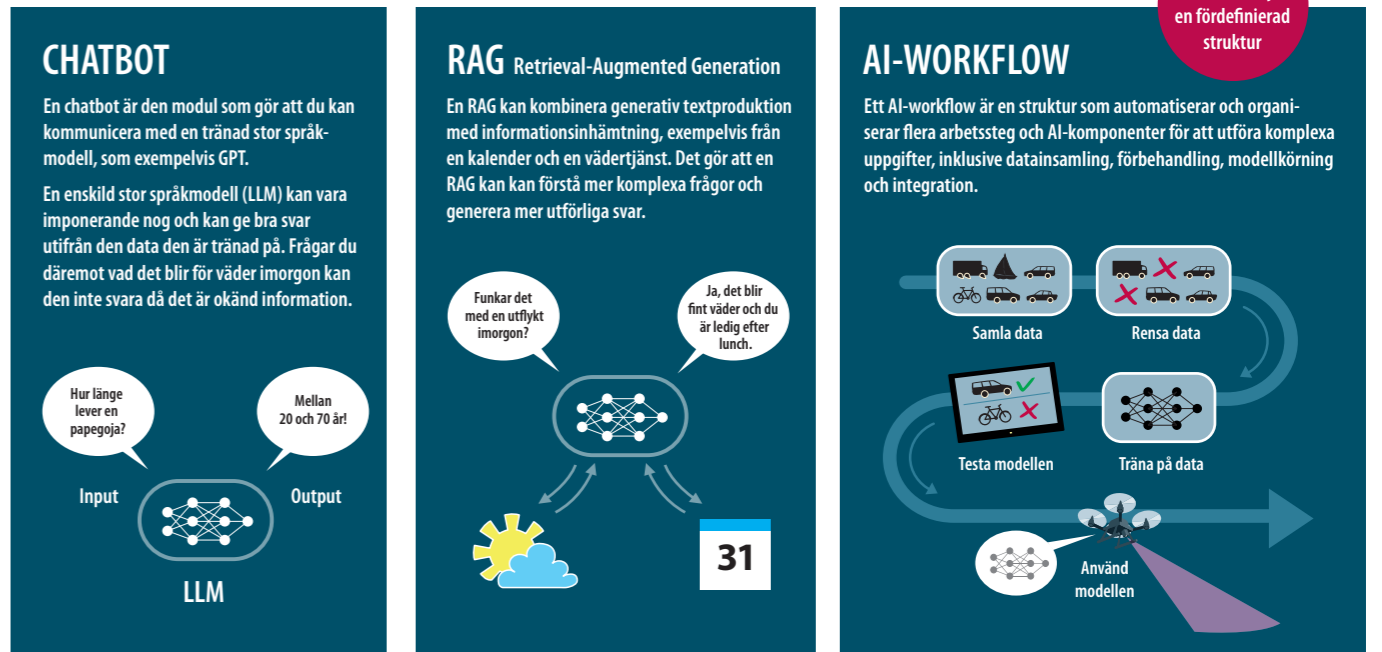 CHATBOT
En chatbot är den modul som gör att du kan
kommunicera med en tränad stor språk-
modell, som exempelvis GPT.
En enskild stor språkmodell (LLM) kan vara
imponerande nog och kan ge bra svar
utifrån den data den är tränad på. Frågar du
däremot vad det blir för väder imorgon kan
den inte svara då det är okänd information.
Hur länge
lever en
papegoja?
Mellan
20 och 70 år!
Input
Output
LLM
RAG Retrieval-Augmented Generation
En RAG kan kombinera generativ textproduktion
med informationsinhämtning, exempelvis från
en kalender och en vädertjänst. Det gör att en
RAG kan kan förstå mer komplexa frågor och
generera mer utförliga svar.
Funkar det
med en utflykt
imorgon?
Ja, det blir
fint väder och du
är ledig efter
lunch.
31
en fördefinierad
struktur
AI-WORKFLOW
Ett AI-workflow är en struktur som automatiserar och organi-
serar flera arbetssteg och AI-komponenter för att utföra komplexa
uppgifter, inklusive datainsamling, förbehandling, modellkörning
och integration.
Samla data
Rensa data
Testa modellen
Träna på data
Använd
modellen